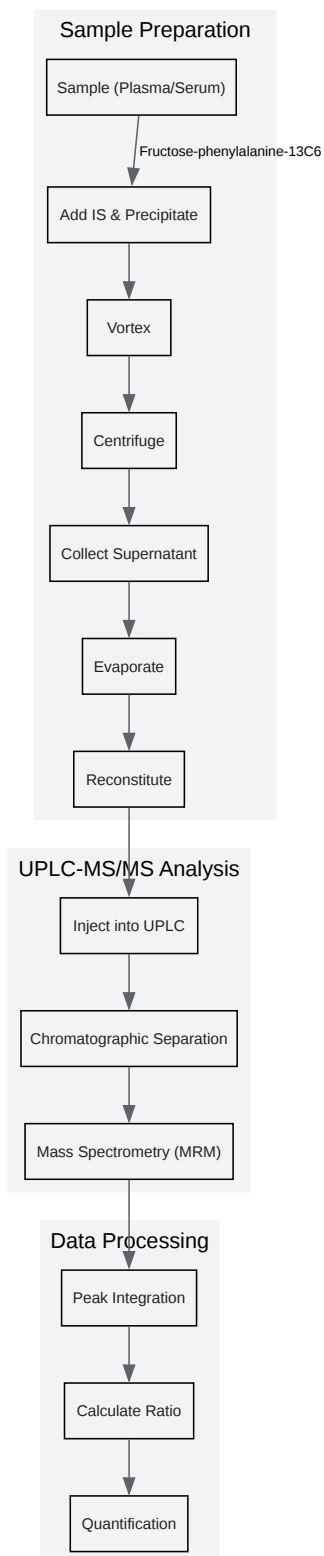 Sample Preparation
Sample (Plasma/Serum)
Fructose-phenylalanine-13C6
Add IS & Precipitate
Vortex
Centrifuge
Collect Supernatant
Evaporate
Reconstitute
UPLC-MS/MS Analysis
Inject into UPLC
Chromatographic Separation
Mass Spectrometry (MRM)
Data Processing
Peak Integration
Calculate Ratio
Quantification